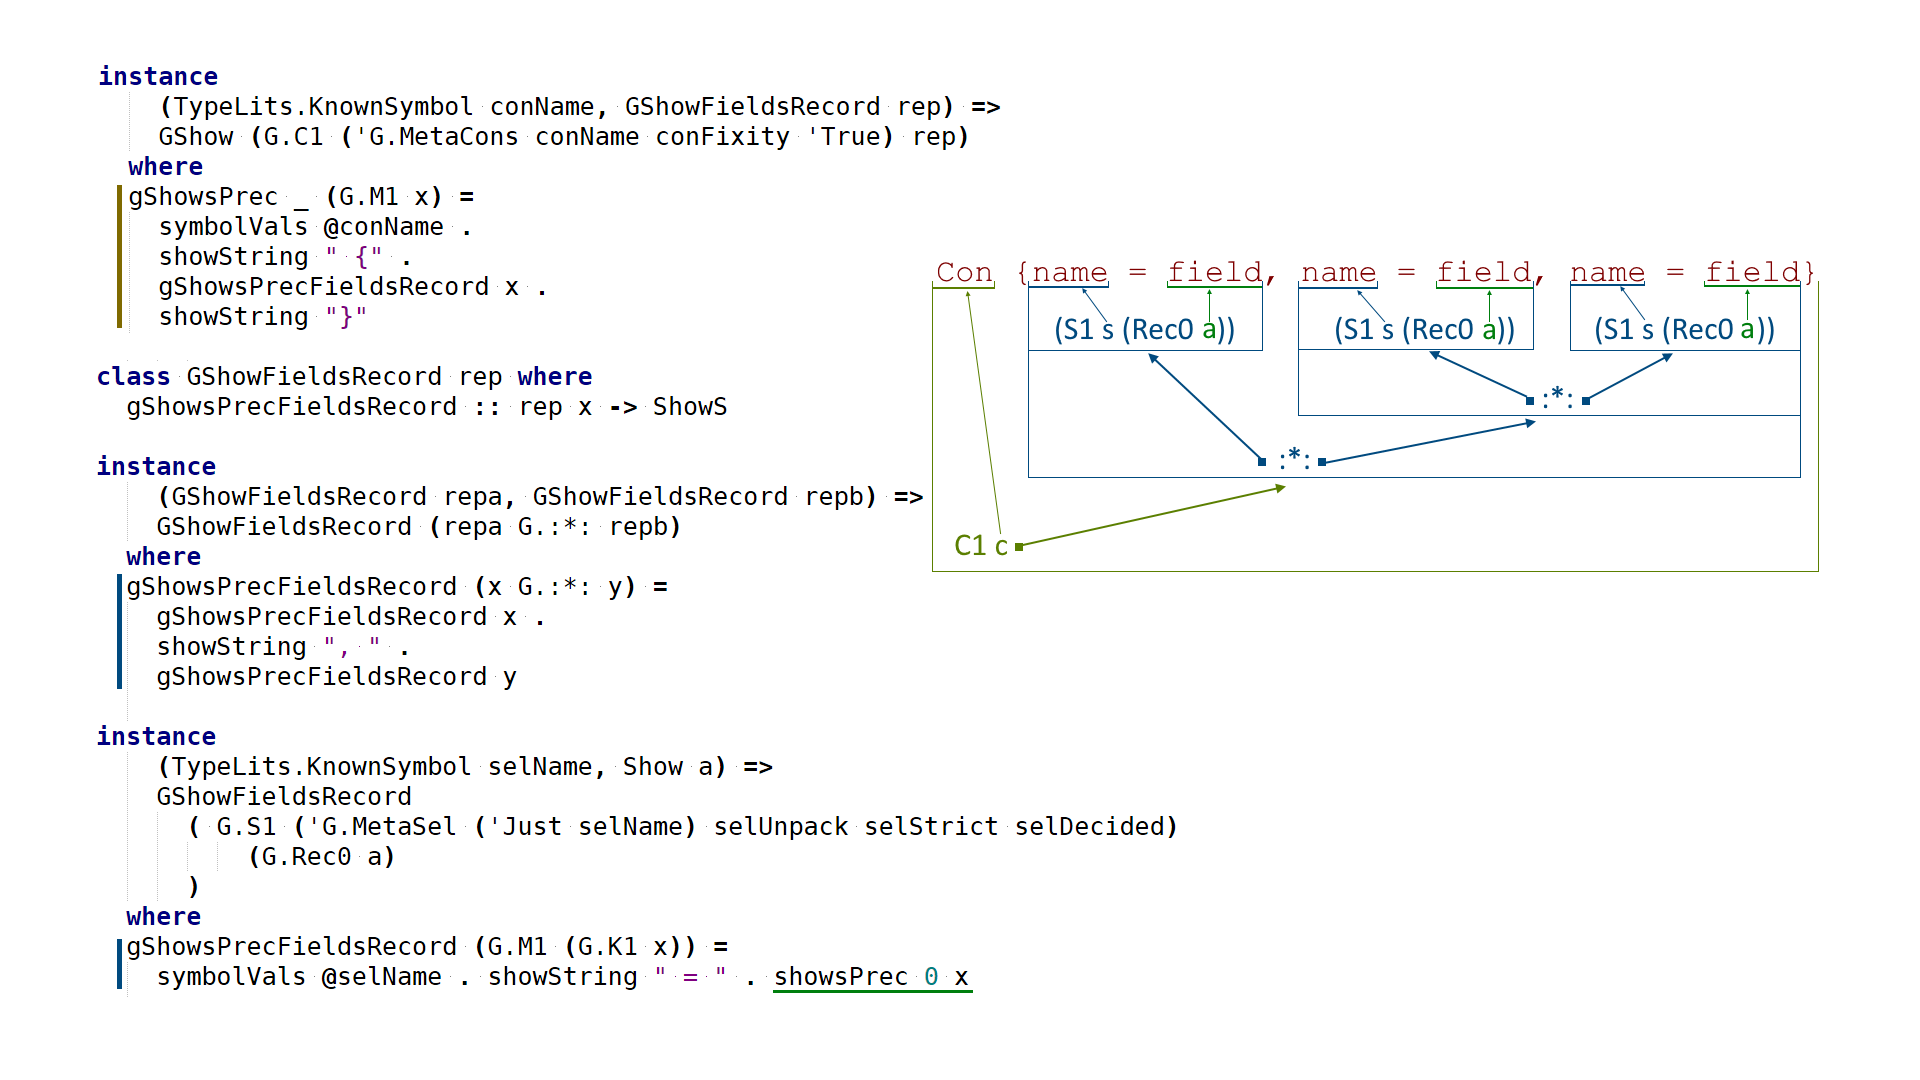 instance
(TypeLits.KnownSymbol conName, GShowFieldsRecord rep) =>
GShow (G.C1 ('G.MetaCons conName conFixity 'True) rep)
where
gShowsPrec _ (G.M1 x) =
symbolVals @conName .
showString " {" .
gShowsPrecFieldsRecord x .
showString "}"
class GShowFieldsRecord rep where
gShowsPrecFieldsRecord :: rep x -> ShowS
instance
(GShowFieldsRecord repa, GShowFieldsRecord repb) =>
GShowFieldsRecord (repa G.:*: repb)
where
gShowsPrecFieldsRecord (x G.:*: y) =
gShowsPrecFieldsRecord x .
showString ", " .
gShowsPrecFieldsRecord y
instance
(TypeLits.KnownSymbol selName, Show a) =>
GShowFieldsRecord
( G.S1 ('G.MetaSel ('Just selName) selUnpack selStrict selDecided)
(G.Rec0 a)
)
where
gShowsPrecFieldsRecord (G.M1 (G.K1 x)) =
symbolVals @selName . showString " = " . showsPrec 0 x
Con {name = field, name = field, name = field}
(S1 s (Rec0 a)) (S1 s (Rec0 a)) (S1 s (Rec0 a))
:*:
:*:
C1 c